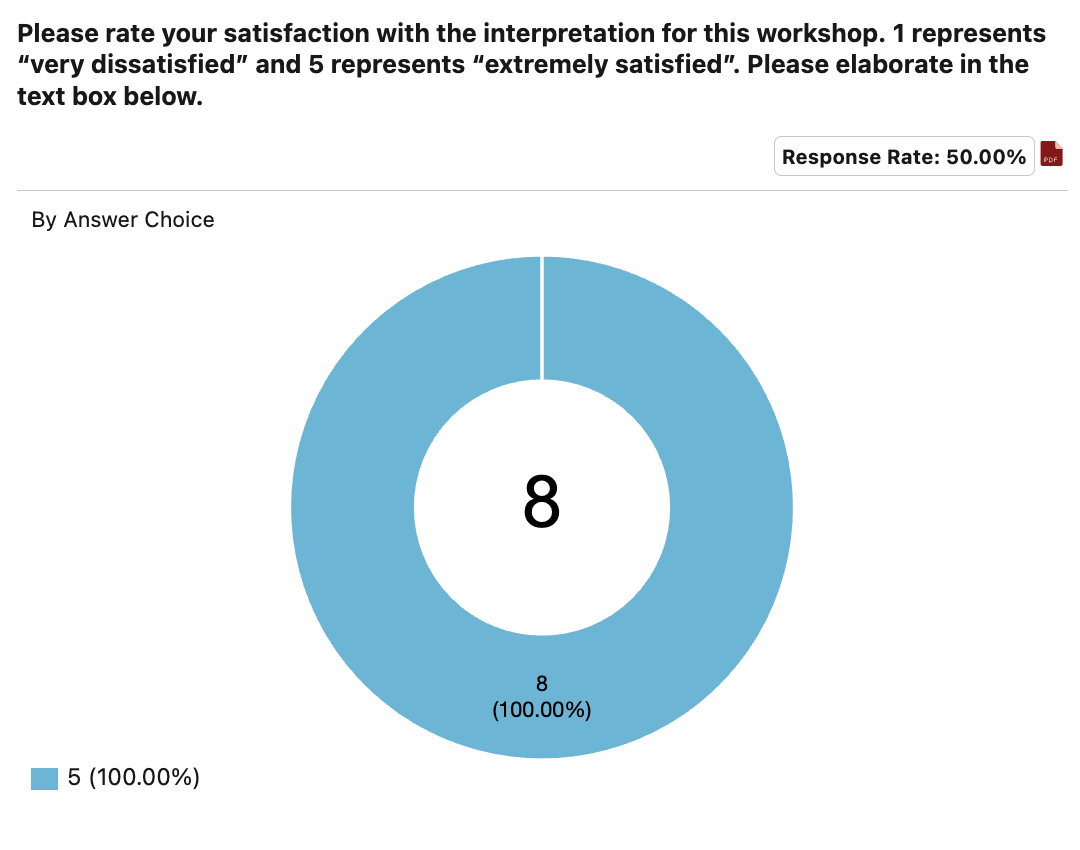 Please rate your satisfaction with the interpretation for this workshop. 1 represents
“very dissatisfied” and 5 represents “extremely satisfied”. Please elaborate in the
text box below.
Response Rate: 50.00%
PDF
By Answer Choice
8
8
(100.00%)
5 (100.00%)